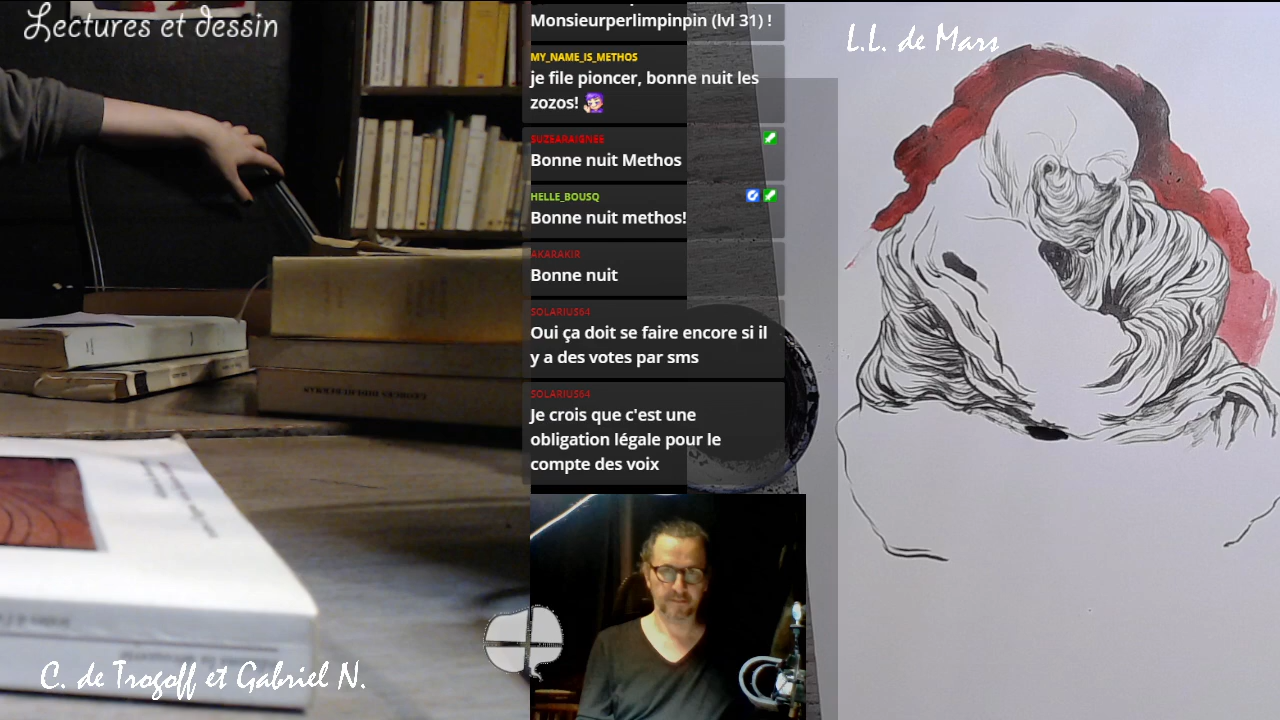 Lectures et dessin
Monsieurperlimpinpin (lvl 31) !
MY_NAME_IS_METHOS
je file pioncer, bonne nuit les
zozos!
SUZEARAIGNEE
Bonne nuit Methos
HELLE_BOUSQ
Bonne nuit methos!
AKARAKIR
Bonne nuit
SOLARIUS64
Oui ça doit se faire encore si il
y a des votes par sms
SOLARIUS64
Je crois que c'est une
obligation légale pour le
compte des voix
L.L. de Mars
GEORGES DIDI-HUBERMAN
C. de Trogoff et Gabriel N.